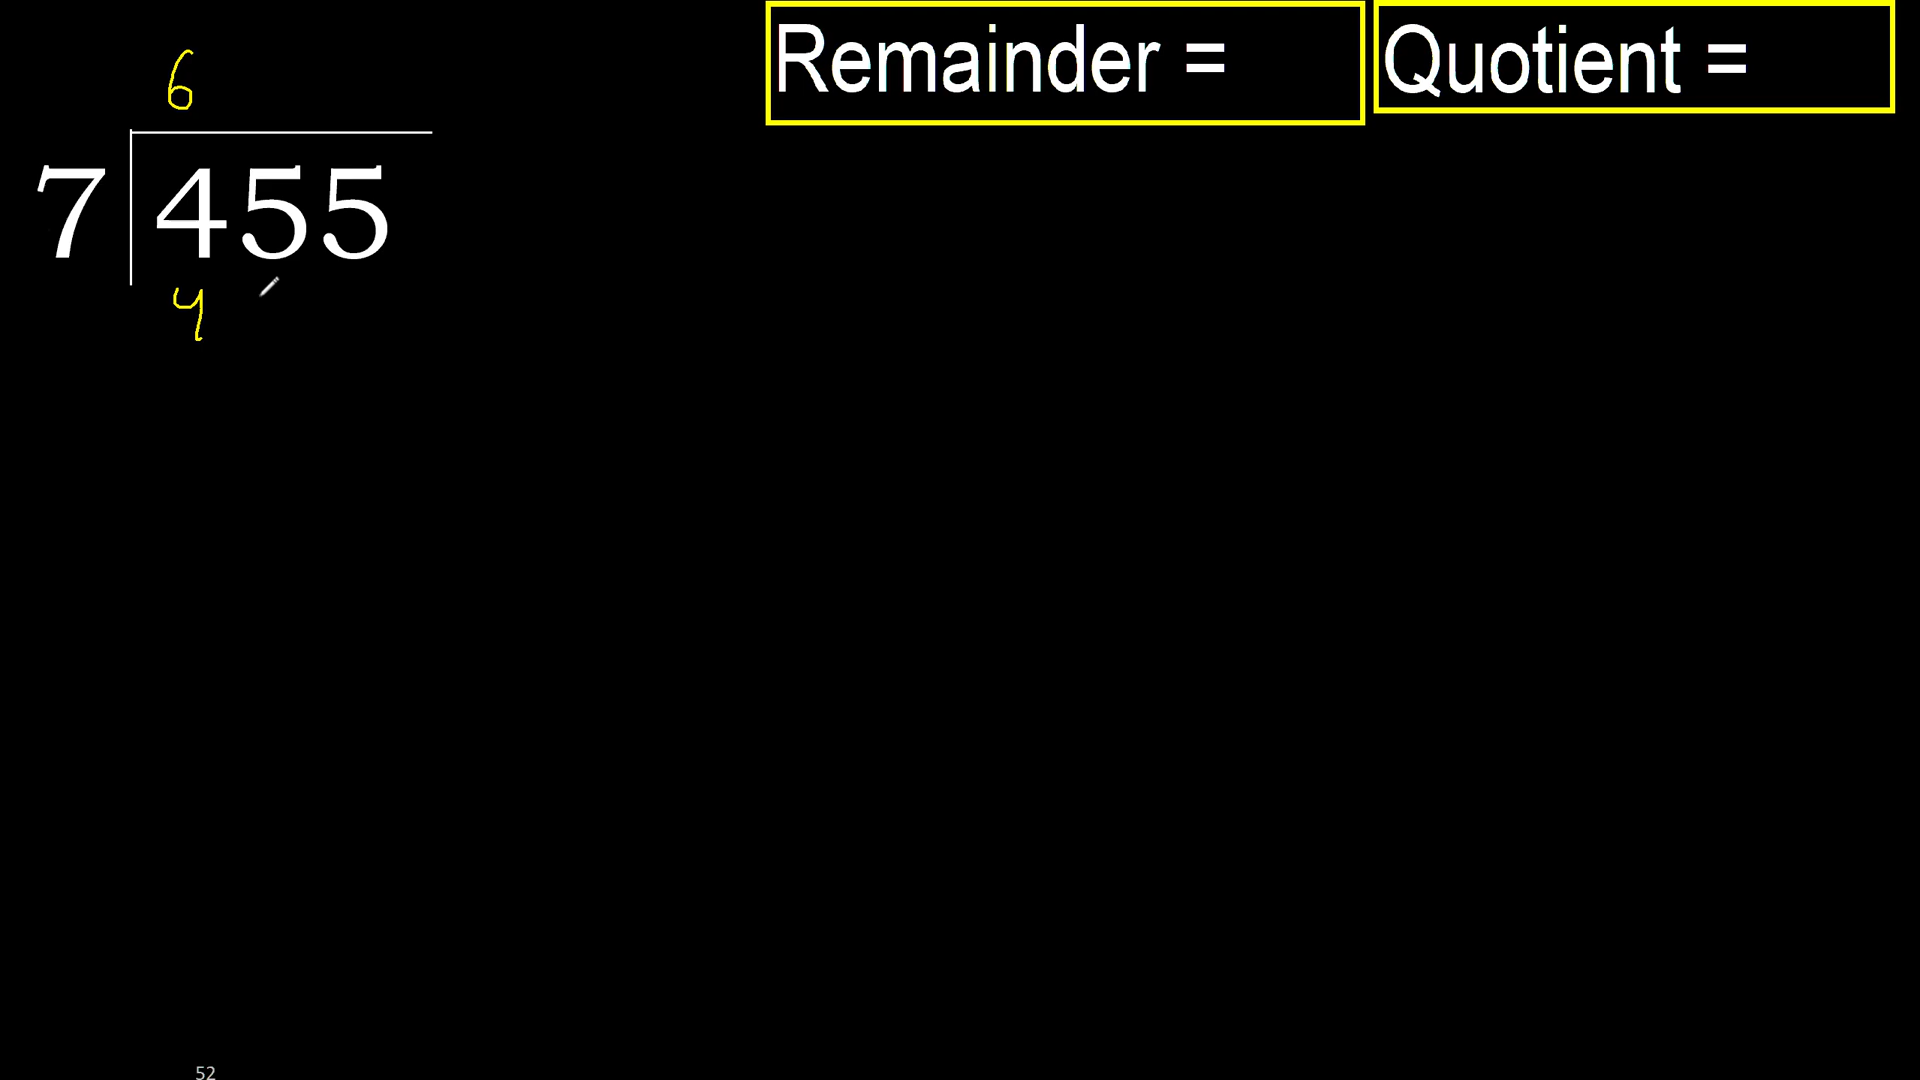 Remainder =
Quotient =
6
7 455
4
52